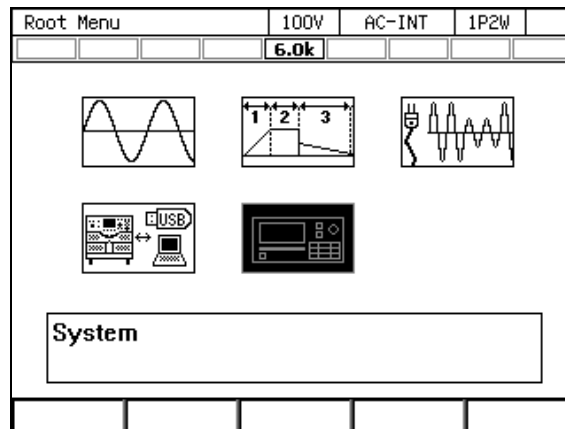 Root Menu 100V AC-INT 1P2W
6.0k
1 2 3
USB
System